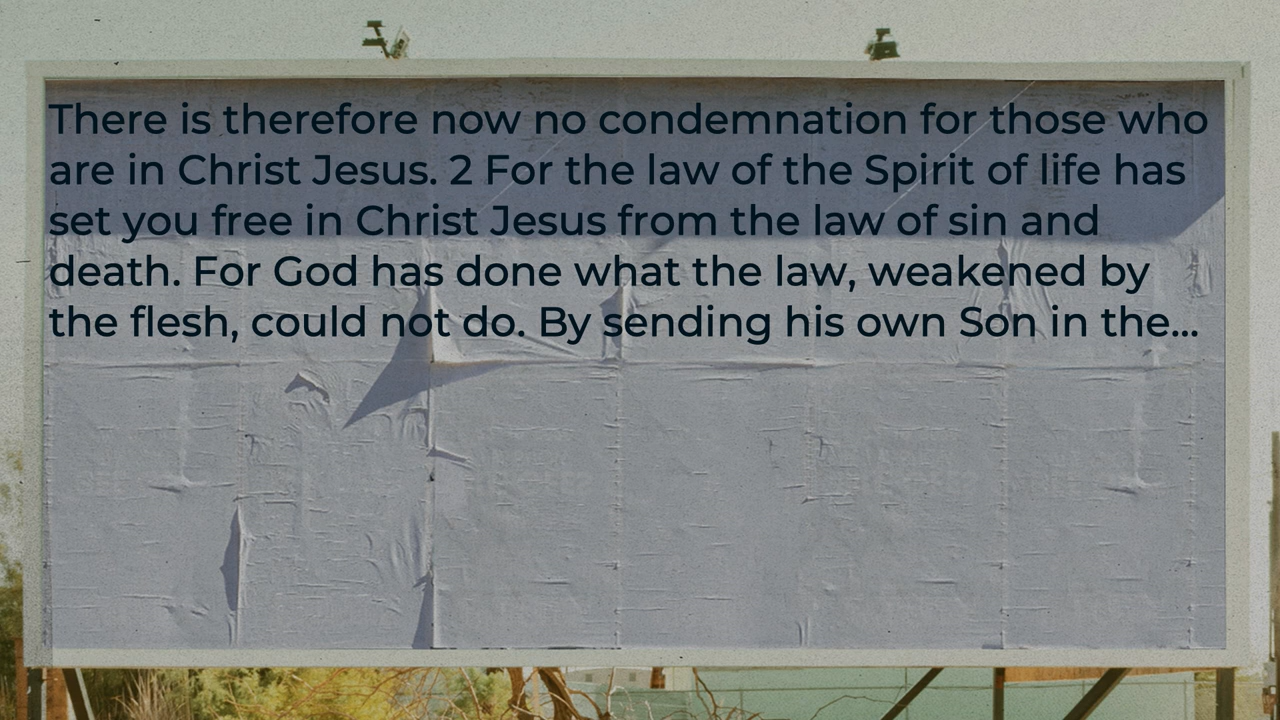 There is therefore now no condemnation for those who
are in Christ Jesus. 2 For the law of the Spirit of life has
set you free in Christ Jesus from the law of sin and
death. For God has done what the law, weakened by
the flesh, could not do. By sending his own Son in the...